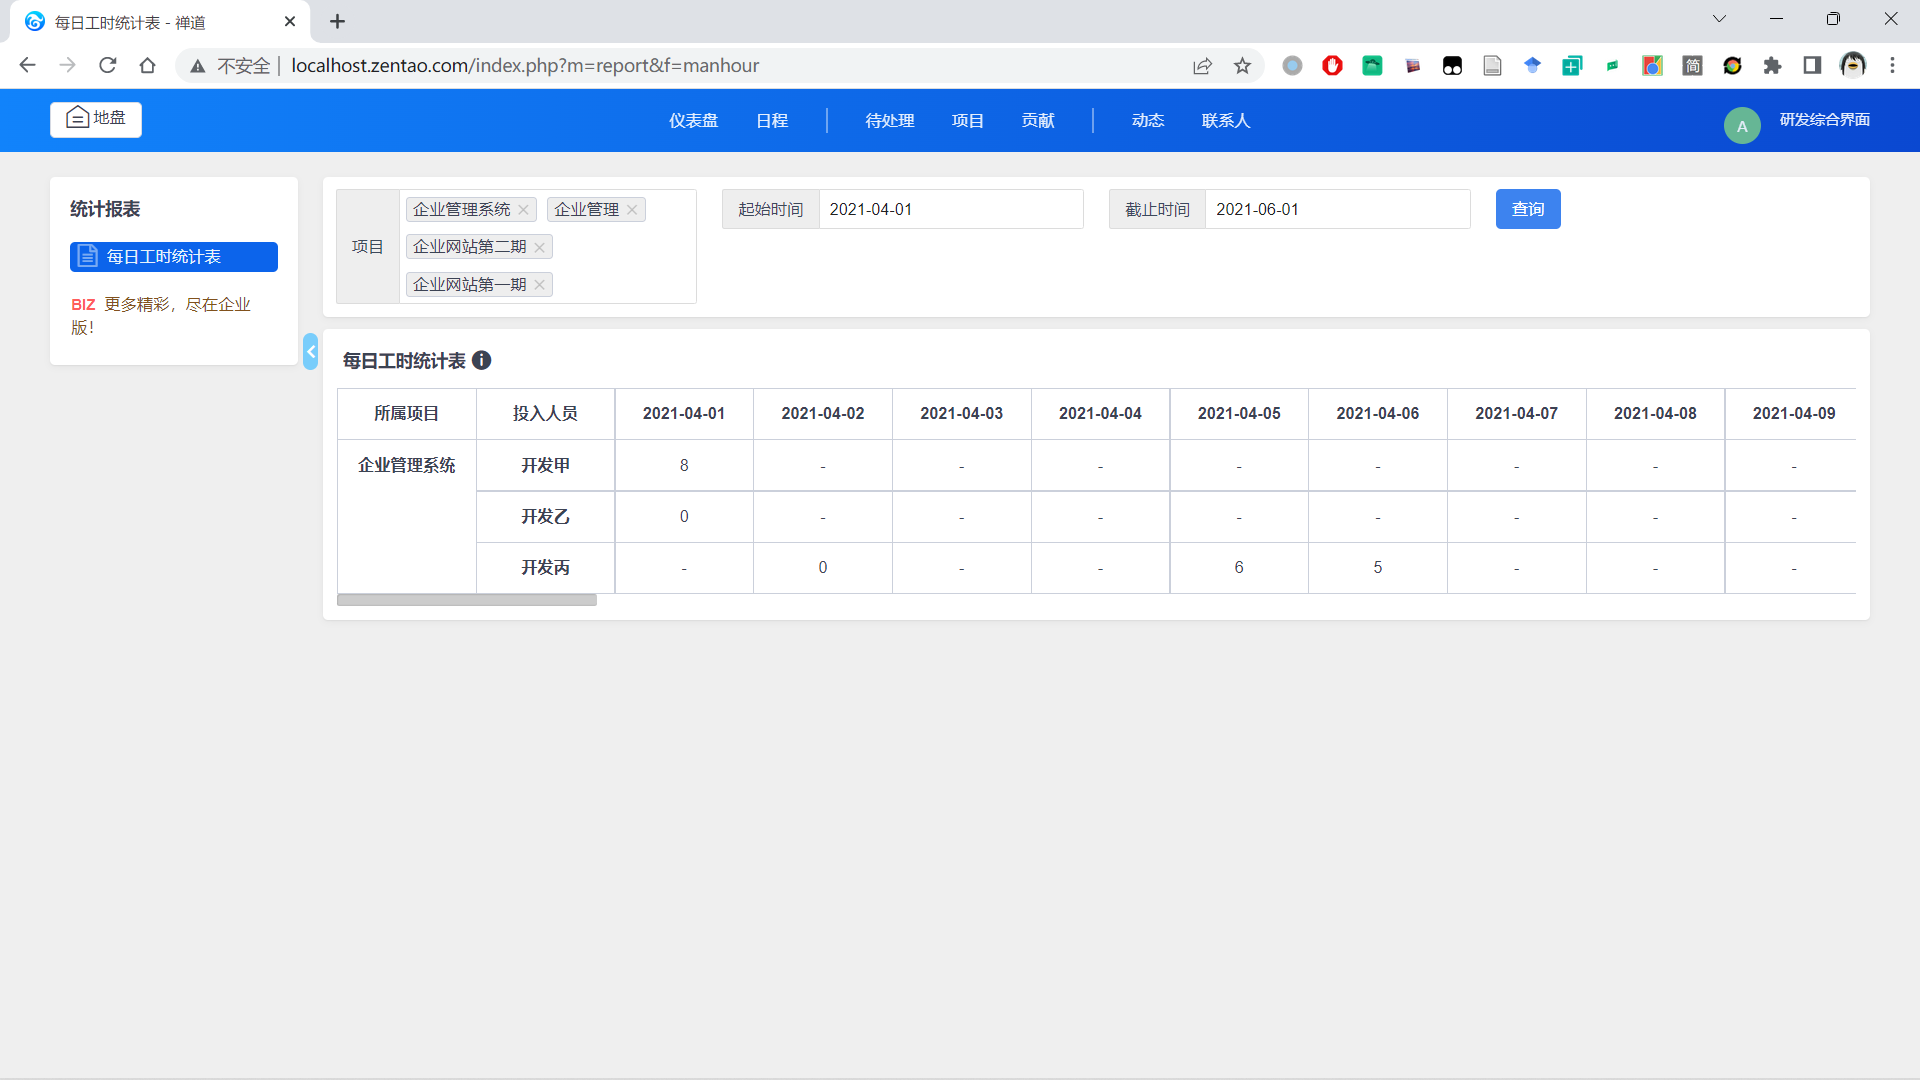 每日工时统计表 - 禅道
不安全 localhost.zentao.com/index.php?m=report&f=manhour
简
地盘
仪表盘 日程 待处理 项目 贡献 动态 联系人
A 研发综合界面
统计报表
每日工时统计表
BIZ 更多精彩，尽在企业
版！
项目
企业管理系统 企业管理
企业网站第二期
企业网站第一期
起始时间 2021-04-01
截止时间 2021-06-01
查询
每日工时统计表
所属项目 投入人员 2021-04-01 2021-04-02 2021-04-03 2021-04-04 2021-04-05 2021-04-06 2021-04-07 2021-04-08 2021-04-09
企业管理系统 开发甲 8 - - - - - - - -
开发乙 0 - - - - - - - -
开发丙 - 0 - - 6 5 - - -